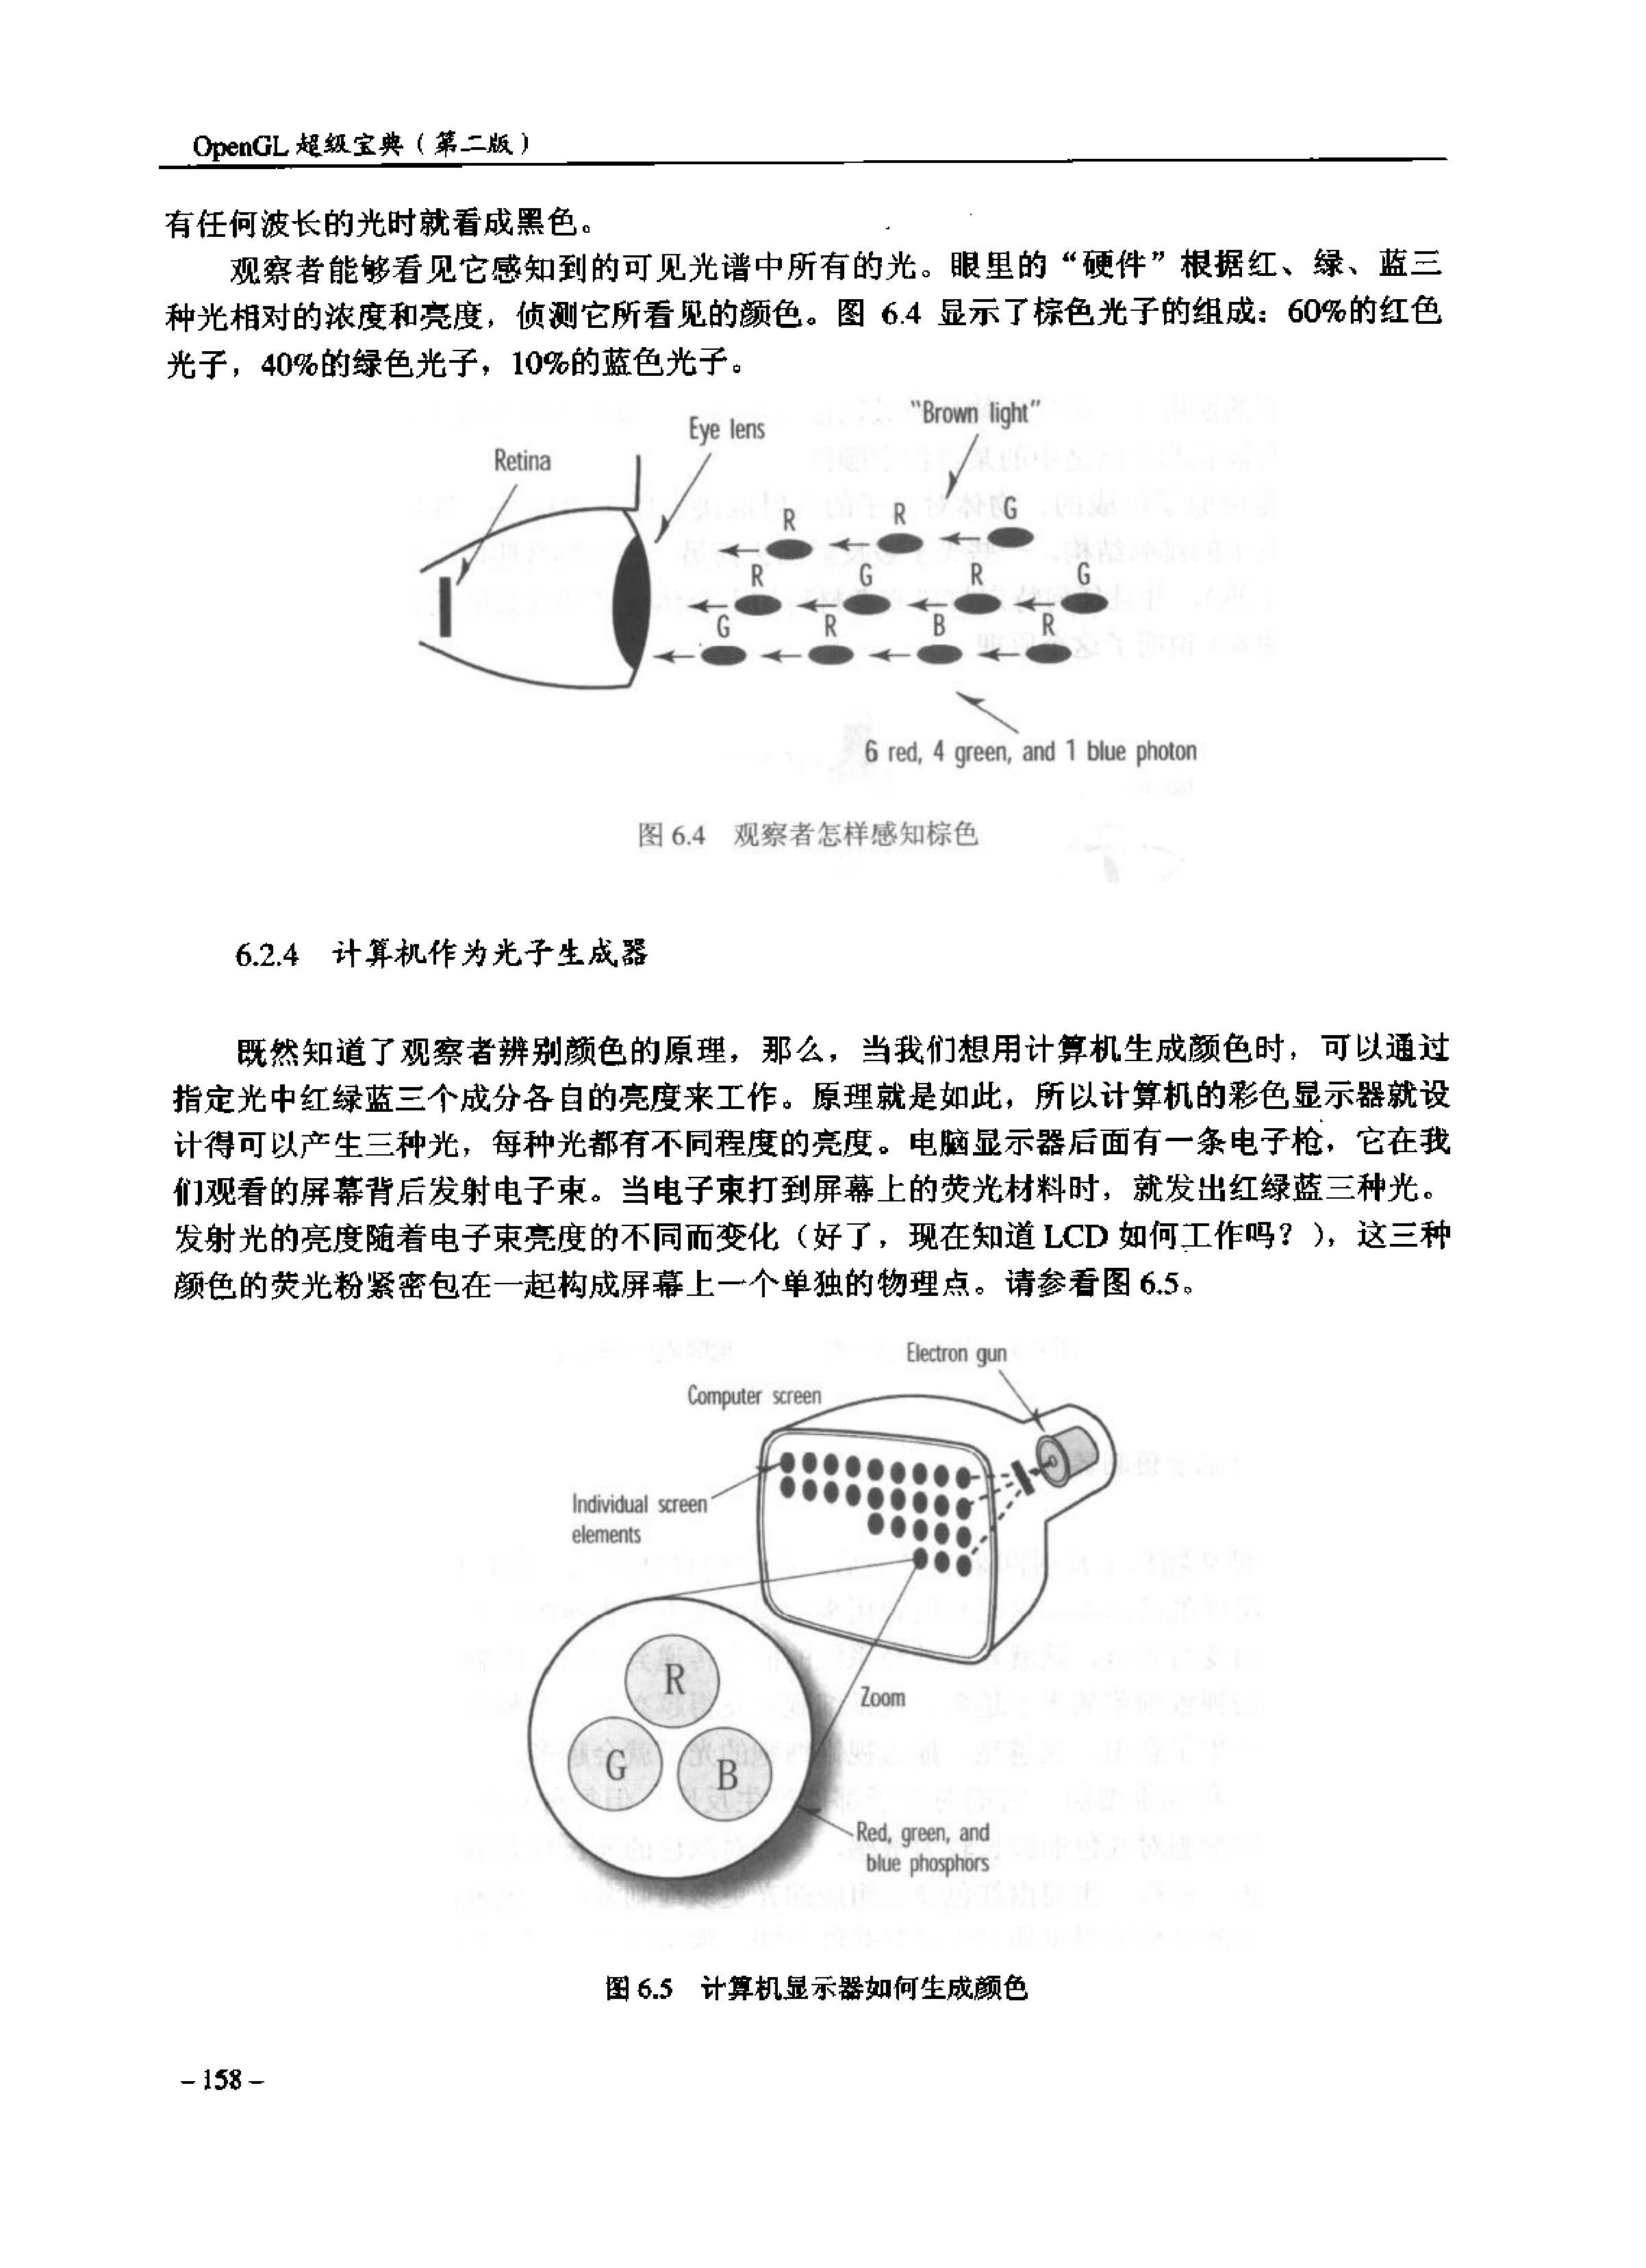 OpenGL 超级宝典（第二版）
有任何波长的光时就看成黑色。
观察者能够看见它感知到的可见光谱中所有的光。眼里的“硬件”根据红、绿、蓝三
种光相对的浓度和亮度，侦测它所看见的颜色。图 6.4 显示了棕色光子的组成：60%的红色
光子，40%的绿色光子，10%的蓝色光子。
"Brown light"
Eye lens
Retina
R R G
R G R G
G R B R
6 red, 4 green, and 1 blue photon
图 6.4 观察者怎样感知棕色
6.2.4 计算机作为光子生成器
既然知道了观察者辨别颜色的原理，那么，当我们想用计算机生成颜色时，可以通过
指定光中红绿蓝三个成分各自的亮度来工作。原理就是如此，所以计算机的彩色显示器就设
计得可以产生三种光，每种光都有不同程度的亮度。电脑显示器后面有一条电子枪，它在我
们观看的屏幕背后发射电子束。当电子束打到屏幕上的荧光材料时，就发出红绿蓝三种光。
发射光的亮度随着电子束亮度的不同而变化（好了，现在知道 LCD 如何工作吗？），这三种
颜色的荧光粉紧密包在一起构成屏幕上一个单独的物理点。请参看图 6.5。
Electron gun
Computer screen
Individual screen
elements
R
G
B
Zoom
Red, green, and
blue phosphors
图 6.5 计算机显示器如何生成颜色
– 158 –